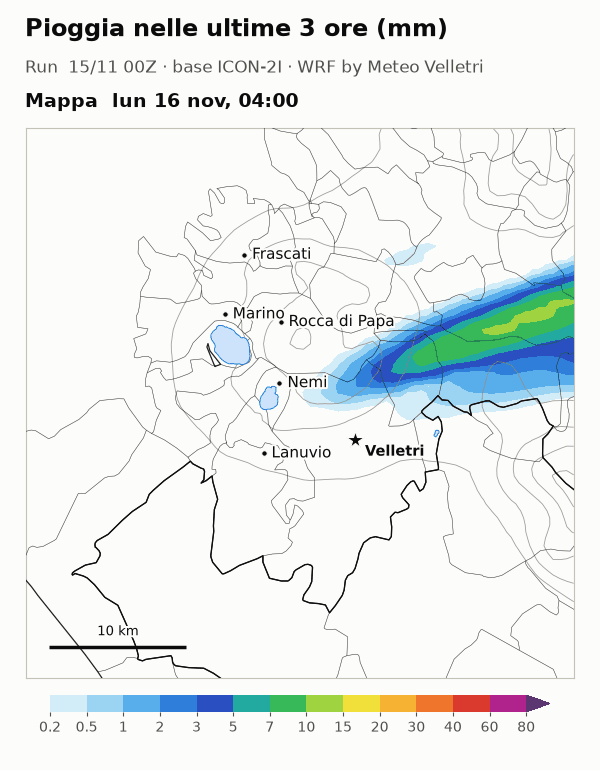 Pioggia nelle ultime 3 ore (mm)
Run  15/11 00Z · base ICON-2I · WRF by Meteo Velletri
Mappa  lun 16 nov, 04:00
Frascati
Marino
Rocca di Papa
Nemi
Velletri
Lanuvio
10 km
0.2 0.5 1 2 3 5 7 10 15 20 30 40 60 80